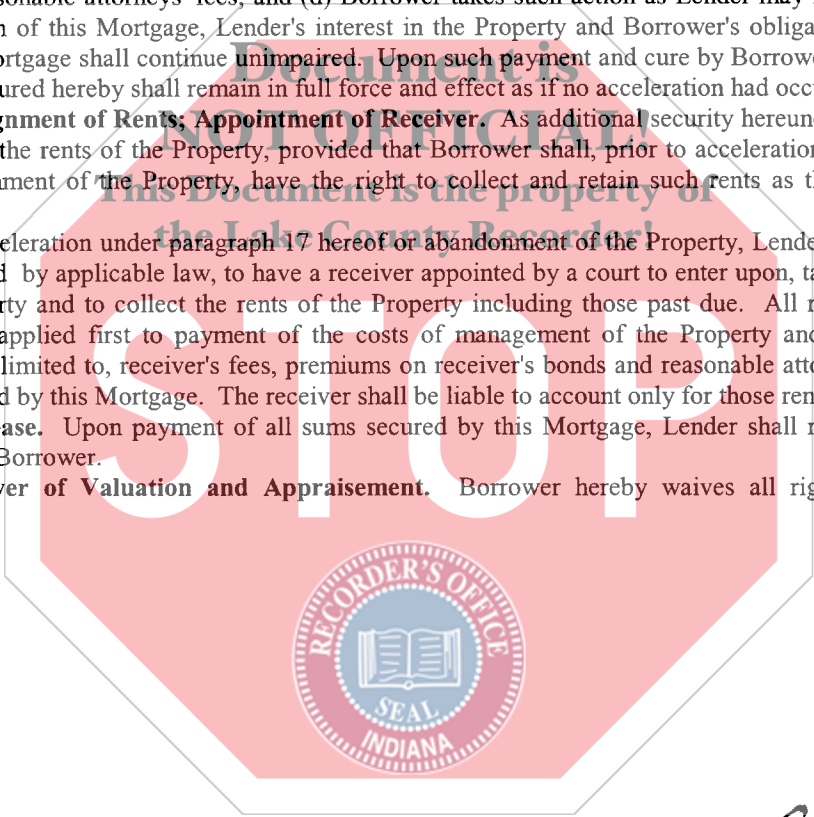 sonable attorneys' fees, and (d) Borrower takes such action as Lender may
n of this Mortgage, Lender's interest in the Property and Borrower's obliga
ortgage shall continue unimpaired. Upon such payment and cure by Borrowe
ured hereby shall remain in full force and effect as if no acceleration had occu
gnment of Rents; Appointment of Receiver. As additional security hereun
the rents of the Property, provided that Borrower shall, prior to acceleration
nment of the Property, have the right to collect and retain such rents as th
eleration under paragraph 17 hereof or abandonment of the Property, Lende
d by applicable law, to have a receiver appointed by a court to enter upon, ta
rty and to collect the rents of the Property including those past due. All r
applied first to payment of the costs of management of the Property and
limited to, receiver's fees, premiums on receiver's bonds and reasonable atto
d by this Mortgage. The receiver shall be liable to account only for those ren
ase. Upon payment of all sums secured by this Mortgage, Lender shall r
Borrower.
ver of Valuation and Appraisement. Borrower hereby waives all rig
Document is
NOT OFFICIAL!
This Document is the property of
the Lake County Recorder!
STOP
RECORDER'S OFFICE
SEAL
INDIANA